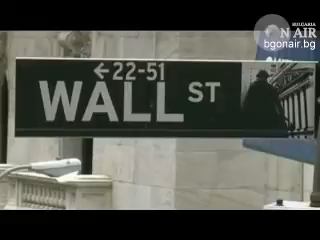 BULGARIA
ON AIR
bgonair.bg
←22-51
WALL ST